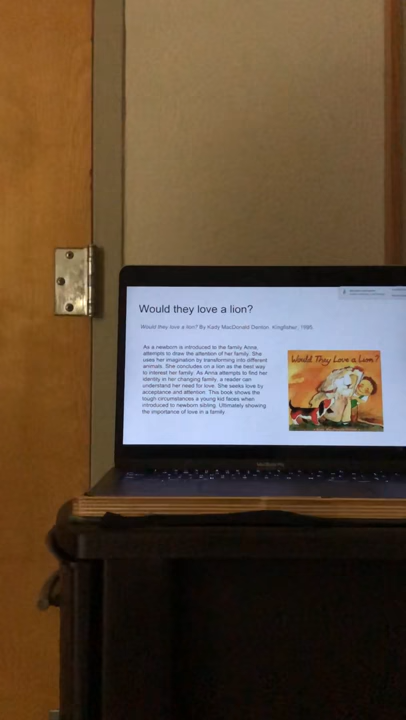 Would they love a lion?
Would they love a lion? By Kady MacDonald Denton. Kingfisher, 1995.
As a newborn is introduced to the family Anna,
attempts to draw the attention of her family. She
uses her imagination by transforming into different
animals. She concludes on a lion as the best way
to interest her family. As Anna attempts to find her
identity in her changing family, a reader can
understand her need for love. She seeks love by
acceptance and attention. This book shows the
tough circumstances a young kid faces when
introduced to newborn sibling. Ultimately showing
the importance of love in a family.
Would They Love a Lion?